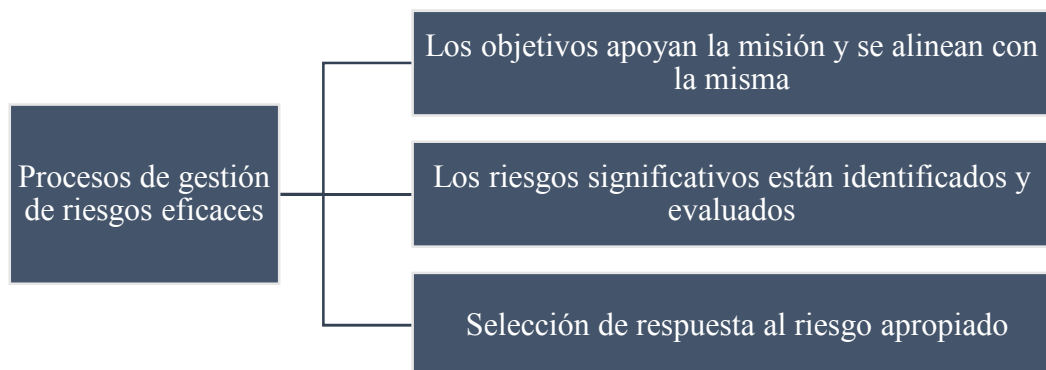 Procesos de gestión
de riesgos eficaces
Los objetivos apoyan la misión y se alinean con
la misma
Los riesgos significativos están identificados y
evaluados
Selección de respuesta al riesgo apropiado